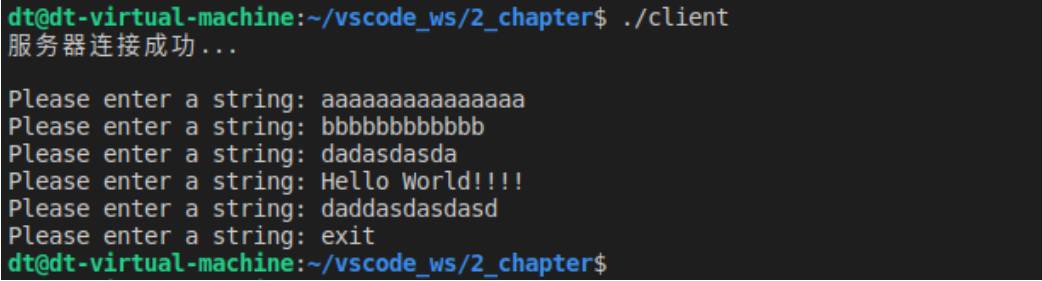 dt@dt-virtual-machine:~/vscode_ws/2_chapter$ ./client
服务器连接成功...
Please enter a string: aaaaaaaaaaaaaaa
Please enter a string: bbbbbbbbbbbb
Please enter a string: dadasdasda
Please enter a string: Hello World!!!!
Please enter a string: daddasdasdasd
Please enter a string: exit
dt@dt-virtual-machine:~/vscode_ws/2_chapter$